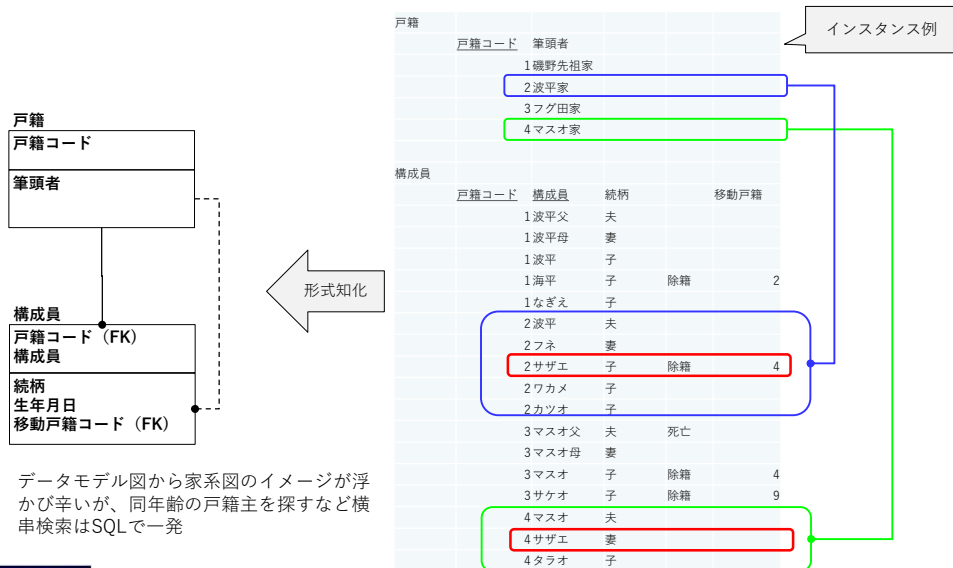 戸籍
戸籍コード 筆頭者
1 磯野先祖家
2 波平家
3 フグ田家
4 マスオ家
インスタンス例
戸籍
戸籍コード
筆頭者
形式知化
構成員
戸籍コード（FK）
構成員
続柄
生年月日
移動戸籍コード（FK）
データモデル図から家系図のイメージが浮
かび辛いが、同年齢の戸籍主を探すなど横
串検索はSQLで一発
構成員
戸籍コード 構成員 続柄 移動戸籍
1 波平父 夫
1 波平母 妻
1 波平 子
1 海平 子 除籍 2
1 なぎえ 子
2 波平 夫
2 フネ 妻
2 サザエ 子 除籍 4
2 ワカメ 子
2 カツオ 子
3 マスオ父 夫 死亡
3 マスオ母 妻
3 マスオ 子 除籍 4
3 サケオ 子 除籍 9
4 マスオ 夫
4 サザエ 妻
4 タラオ 子